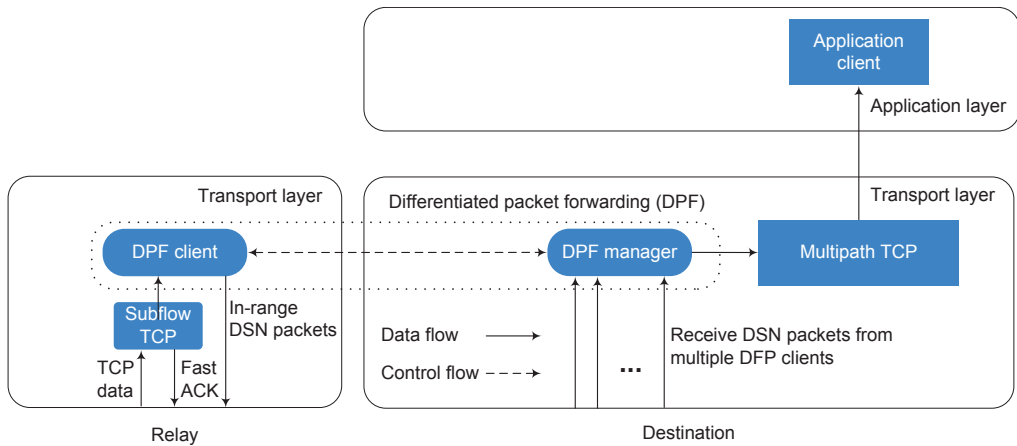 Application
client
Application layer
Transport layer
Differentiated packet forwarding (DPF)
Transport layer
DPF client
DPF manager
Multipath TCP
Subflow
TCP
In-range
DSN packets
TCP
data
Fast
ACK
Data flow
Control flow
Receive DSN packets from
multiple DFP clients
...
Relay
Destination